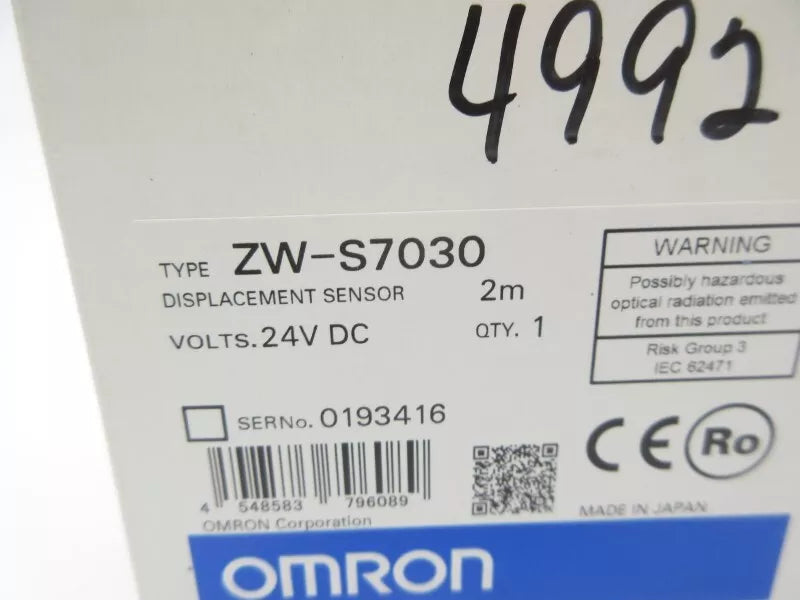 4992
TYPE ZW-S7030
DISPLACEMENT SENSOR 2m
VOLTS. 24V DC QTY. 1
WARNING
Possibly hazardous
optical radiation emitted
from this product
Risk Group 3
IEC 62471
SERNo. 0193416
CE Ro
4 548583 796089
MADE IN JAPAN
OMRON Corporation
OMRON